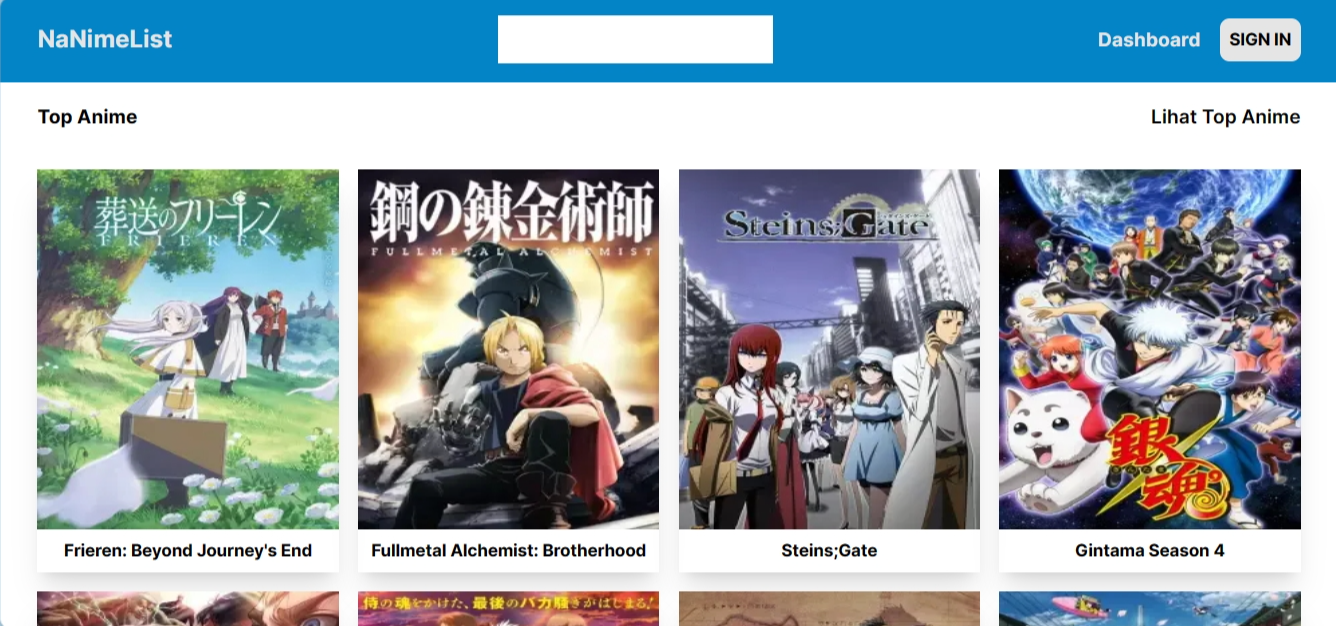 NaNimeList
Dashboard
SIGN IN
Top Anime
Lihat Top Anime
葬送のフリーレン
FRIEREN
鋼の錬金術師
FULLMETAL ALCHEMIST
Steins;Gate
銀魂
Frieren: Beyond Journey's End
Fullmetal Alchemist: Brotherhood
Steins;Gate
Gintama Season 4
侍の魂をかけた、最後のバカ騒ぎがはじまる!